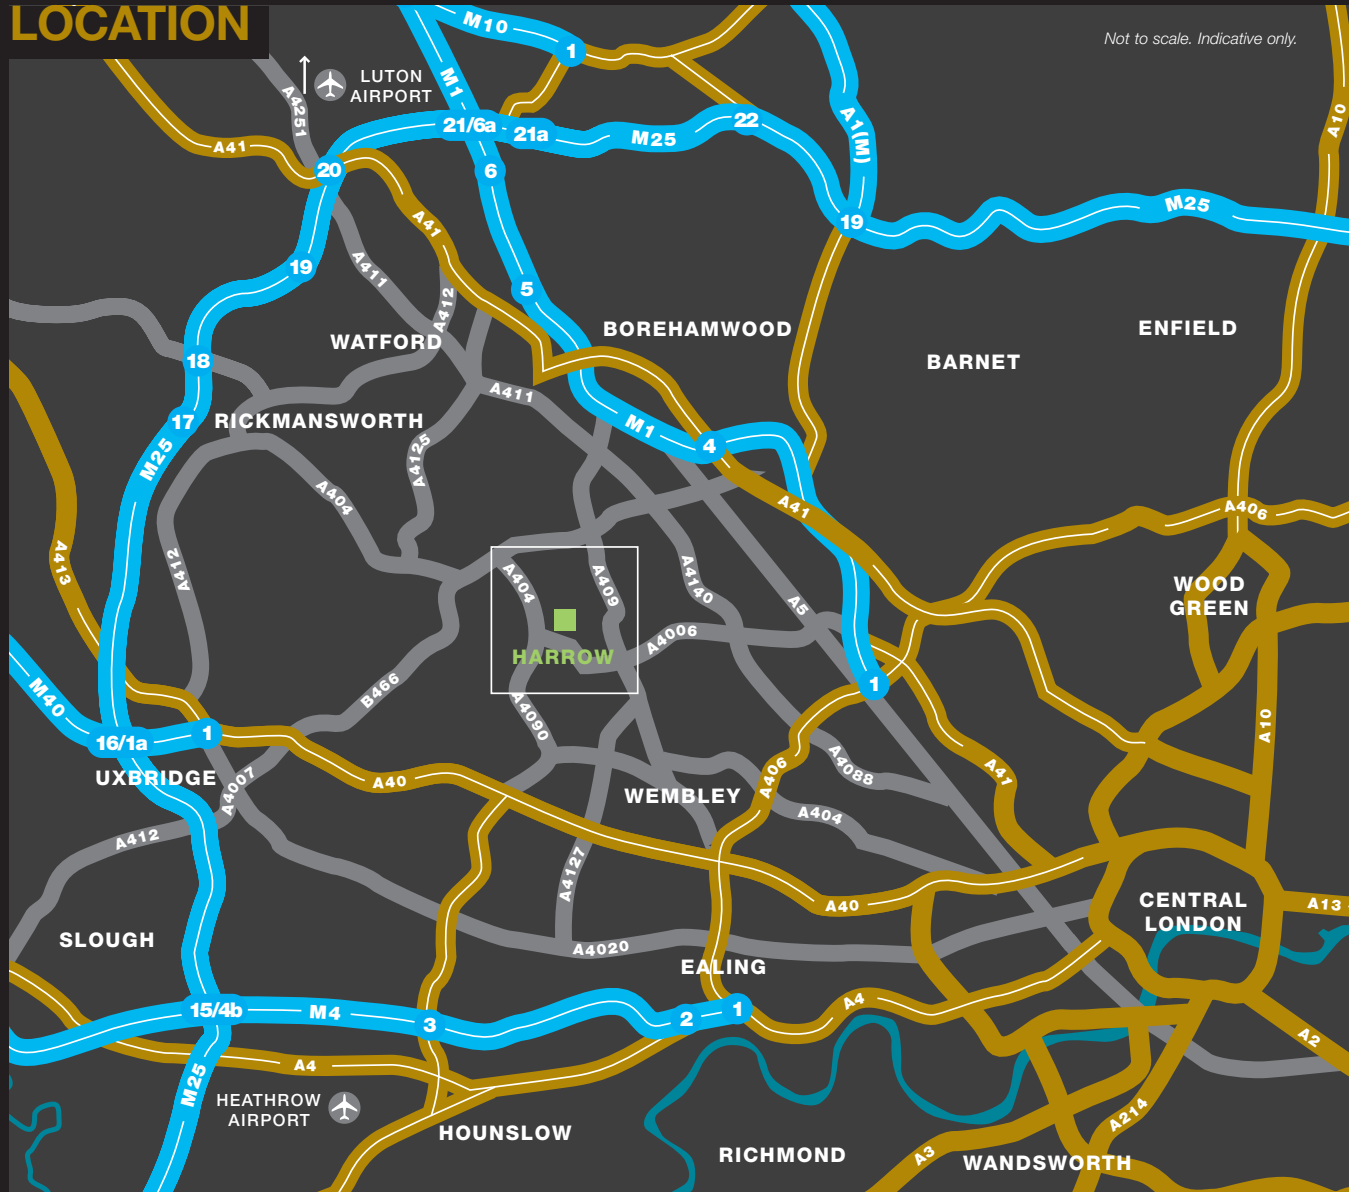 LOCATION
Not to scale. Indicative only.
M10
1
LUTON
AIRPORT
M1
A4251
A10
A1(M)
21/6a
21a
M25
22
A41
20
6
M25
A41
19
19
A411
5
A412
WATFORD
BOREHAMWOOD
ENFIELD
BARNET
18
A411
17
RICKMANSWORTH
M1
4
M25
A4125
A404
A41
A406
A413
A412
A404
A409
A4140
A5
WOOD
GREEN
A4006
HARROW
M40
B466
1
A4090
A10
16/1a
1
UXBRIDGE
A4007
A40
A406
A4088
A41
WEMBLEY
A404
A412
A4127
A40
CENTRAL
LONDON
A13
SLOUGH
A4020
EALING
15/4b
M4
3
2
1
A4
A2
A4
M25
HEATHROW
AIRPORT
HOUNSLOW
A214
RICHMOND
A3
WANDSWORTH